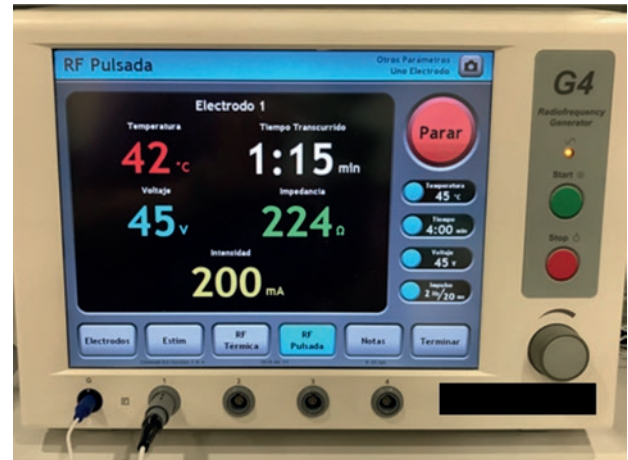 RF Pulsada
Otros Parámetros
Uno Electrodo
Electrodo 1
Temperatura
42 °C
Tiempo Transcurrido
1:15 min
Voltaje
45 V
Impedancia
224 Ω
Intensidad
200 mA
Parar
Temperatura
45 °C
Tiempo
4:00 min
Voltaje
45 V
Impulso
2 Hz/20 ms
Electrodos
Estim
RF
Térmica
RF
Pulsada
Notas
Terminar
G4
Radiofrequency
Generator
Start
Stop
G
1
2
3
4